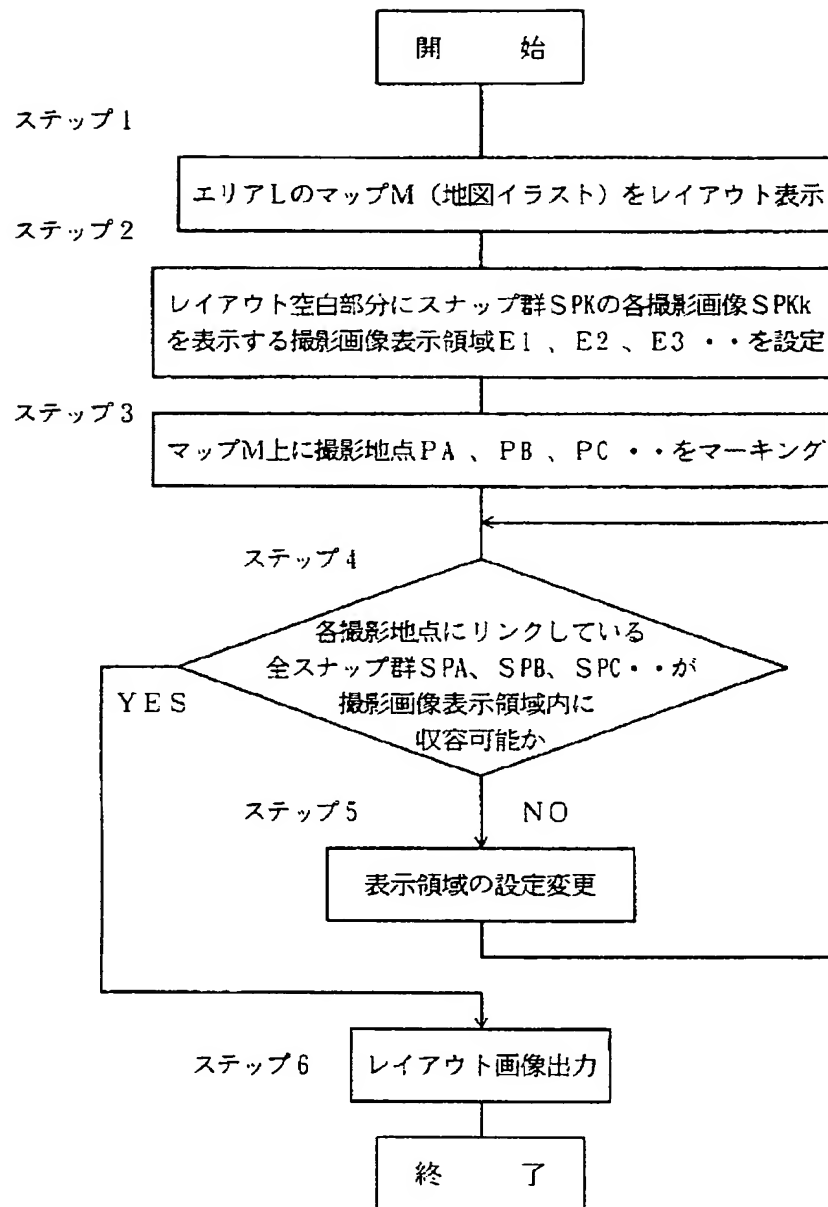 開　始
ステップ1
エリアLのマップM（地図イラスト）をレイアウト表示
ステップ2
レイアウト空白部分にスナップ群SPKの各撮影画像SPKk
を表示する撮影画像表示領域E1、E2、E3・・を設定
ステップ3
マップM上に撮影地点PA、PB、PC・・をマーキング
ステップ4
各撮影地点にリンクしている
全スナップ群SPA、SPB、SPC・・が
撮影画像表示領域内に
収容可能か
YES
ステップ5
NO
表示領域の設定変更
ステップ6
レイアウト画像出力
終　了